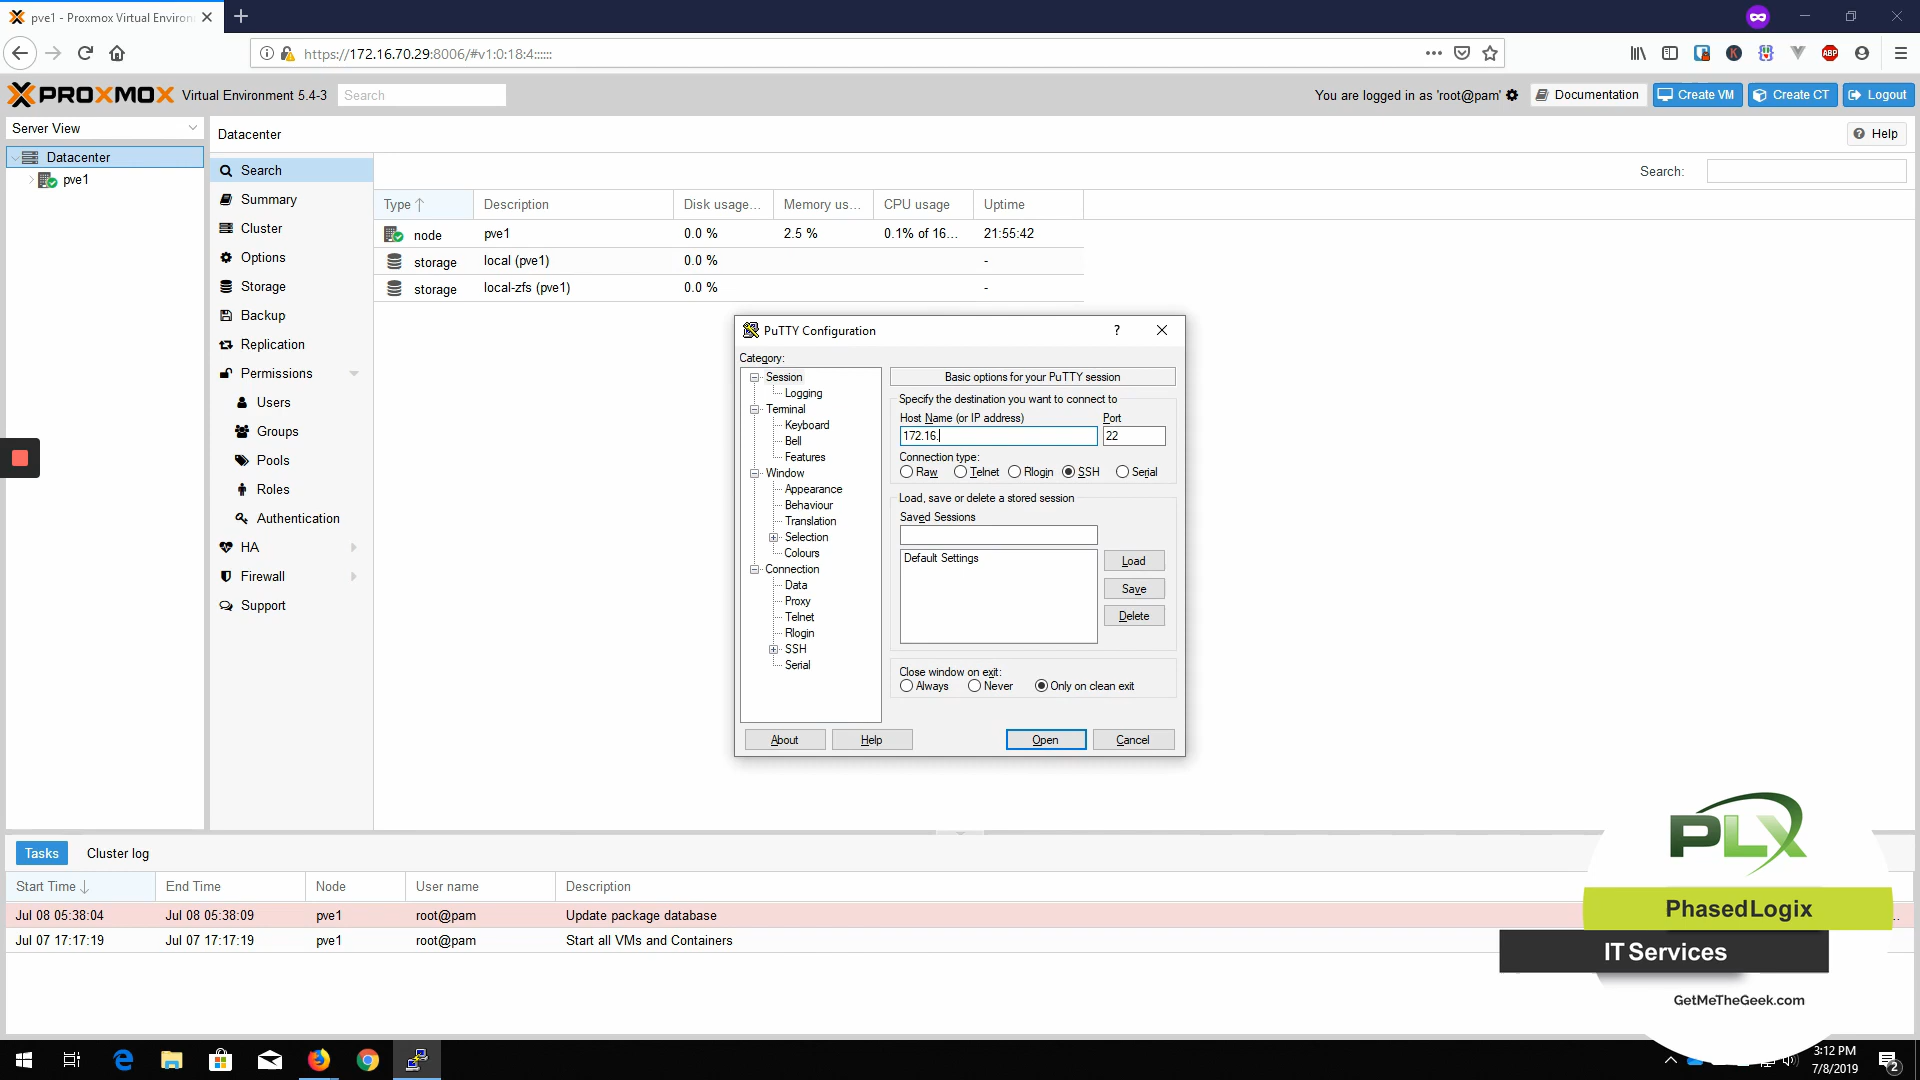 pve1 - Proxmox Virtual Environ
https://172.16.70.29:8006/#v1:0:18:4::::::
PROXMOX Virtual Environment 5.4-3 Search
You are logged in as 'root@pam' Documentation Create VM Create CT Logout
Server View
Datacenter
pve1
Datacenter Help
Search
Summary
Cluster
Options
Storage
Backup
Replication
Permissions
Users
Groups
Pools
Roles
Authentication
HA
Firewall
Support
Search:
Type Description Disk usage... Memory us... CPU usage Uptime
node pve1 0.0 % 2.5 % 0.1% of 16... 21:55:42
storage local (pve1) 0.0 % -
storage local-zfs (pve1) 0.0 % -
PuTTY Configuration ?
Category:
Session
Logging
Terminal
Keyboard
Bell
Features
Window
Appearance
Behaviour
Translation
Selection
Colours
Connection
Data
Proxy
Telnet
Rlogin
SSH
Serial
Basic options for your PuTTY session
Specify the destination you want to connect to
Host Name (or IP address) Port
172.16. 22
Connection type:
Raw Telnet Rlogin SSH Serial
Load, save or delete a stored session
Saved Sessions
Default Settings
Load
Save
Delete
Close window on exit:
Always Never Only on clean exit
About Help Open Cancel
Tasks Cluster log
Start Time End Time Node User name Description
Jul 08 05:38:04 Jul 08 05:38:09 pve1 root@pam Update package database
Jul 07 17:17:19 Jul 07 17:17:19 pve1 root@pam Start all VMs and Containers
PLX
PhasedLogix
IT Services
GetMeTheGeek.com
3:12 PM
7/8/2019
2
ABP
K